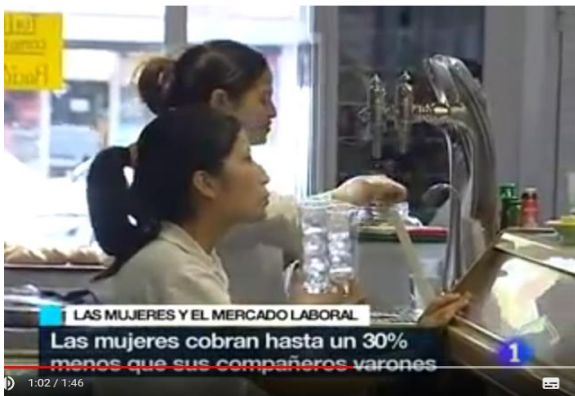 LAS MUJERES Y EL MERCADO LABORAL
Las mujeres cobran hasta un 30%
menos que sus compañeros varones
1
1:02 / 1:46